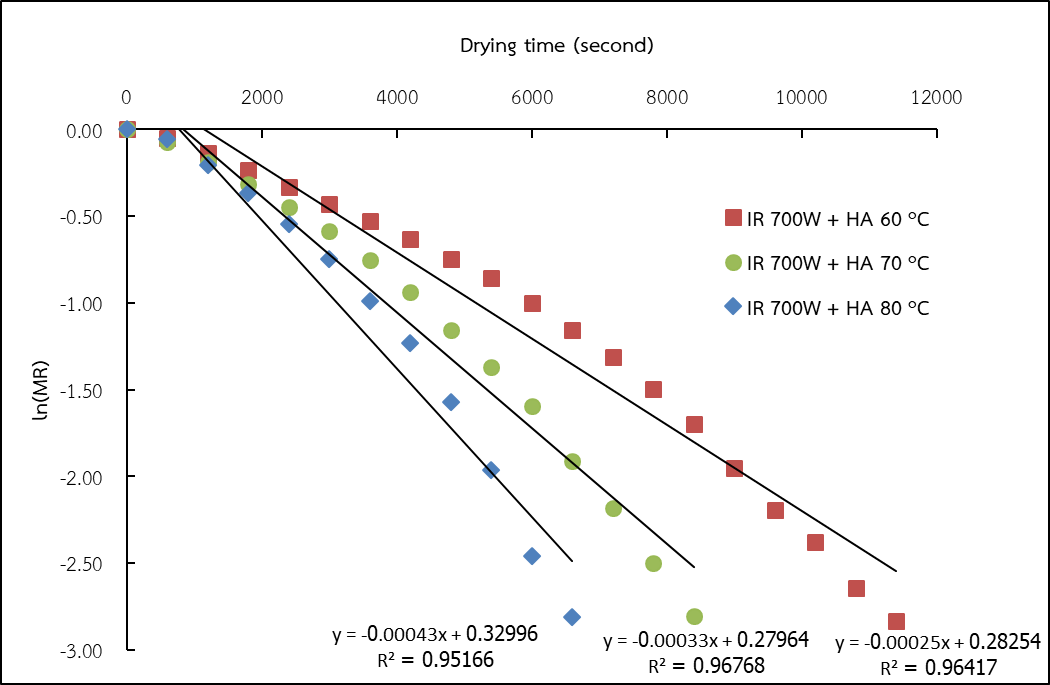 Drying time (second)
0 2000 4000 6000 8000 10000 12000
0.00
-0.50
-1.00
-1.50
-2.00
-2.50
-3.00
ln(MR)
IR 700W + HA 60 °C
IR 700W + HA 70 °C
IR 700W + HA 80 °C
y = -0.00043x + 0.32996
R² = 0.95166
y = -0.00033x + 0.27964
R² = 0.96768
y = -0.00025x + 0.28254
R² = 0.96417